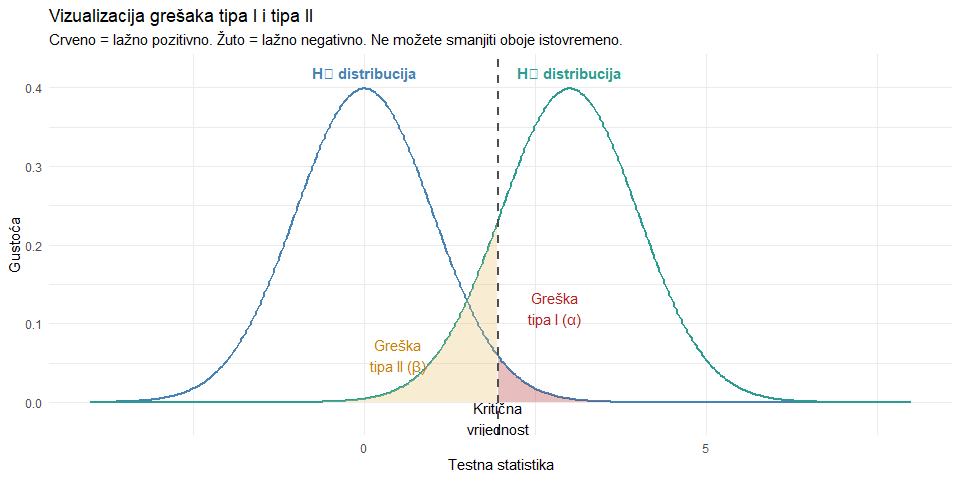 Vizualizacija grešaka tipa I i tipa II
Crveno = lažno pozitivno. Žuto = lažno negativno. Ne možete smanjiti oboje istovremeno.
H▯ distribucija
H▯ distribucija
0.4
0.3
0.2
0.1
0.0
Gustoća
Greška
tipa I (α)
Greška
tipa II (β)
Kritična
vrijednost
0
5
Testna statistika